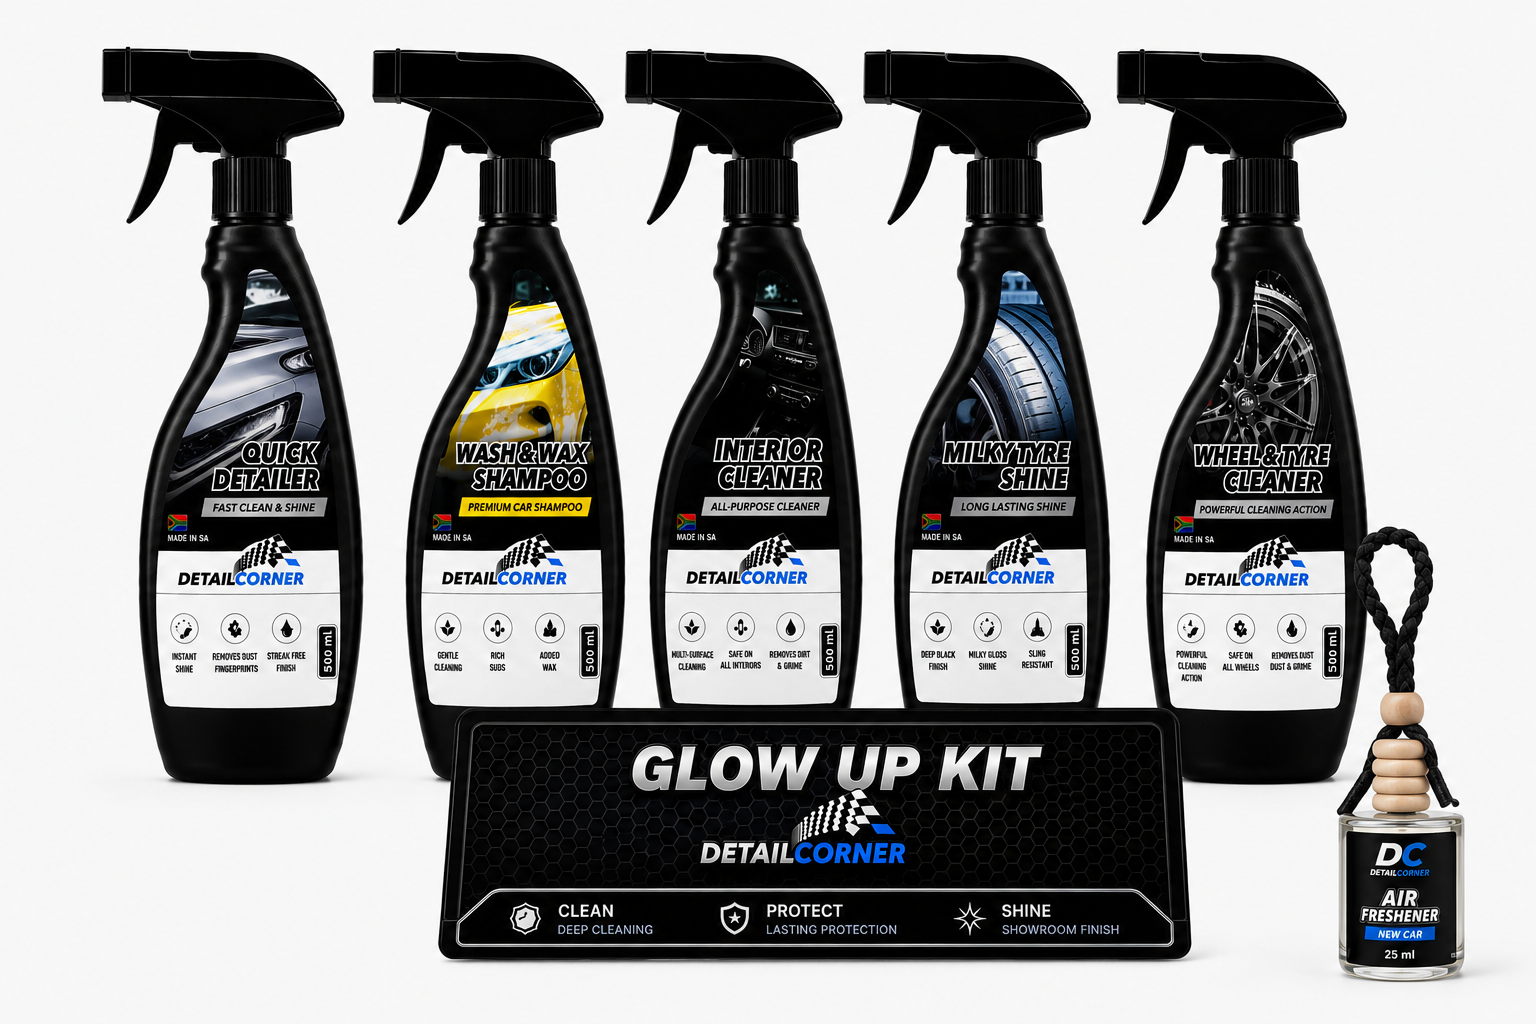 QUICK
DETAILER
FAST CLEAN & SHINE
MADE IN SA
DETAILCORNER
INSTANT
SHINE
REMOVES DUST
FINGERPRINTS
STREAK FREE
FINISH
500 ml
WASH & WAX
SHAMPOO
PREMIUM CAR SHAMPOO
MADE IN SA
DETAILCORNER
GENTLE
CLEANING
RICH
SUDS
ADDED
WAX
500 ml
INTERIOR
CLEANER
ALL-PURPOSE CLEANER
MADE IN SA
DETAILCORNER
MULTI-SURFACE
CLEANING
SAFE ON
ALL INTERIORS
REMOVES DIRT
& GRIME
500 ml
MILKY TYRE
SHINE
LONG LASTING SHINE
MADE IN SA
DETAILCORNER
DEEP BLACK
FINISH
MILKY GLOSS
SHINE
SLING
RESISTANT
500 ml
WHEEL & TYRE
CLEANER
POWERFUL CLEANING ACTION
MADE IN SA
DETAILCORNER
POWERFUL
CLEANING
ACTION
SAFE ON
ALL WHEELS
REMOVES DUST
DUST & GRIME
500 ml
GLOW UP KIT
DETAILCORNER
CLEAN
DEEP CLEANING
PROTECT
LASTING PROTECTION
SHINE
SHOWROOM FINISH
DC
DETAILCORNER
AIR
FRESHENER
NEW CAR
25 ml